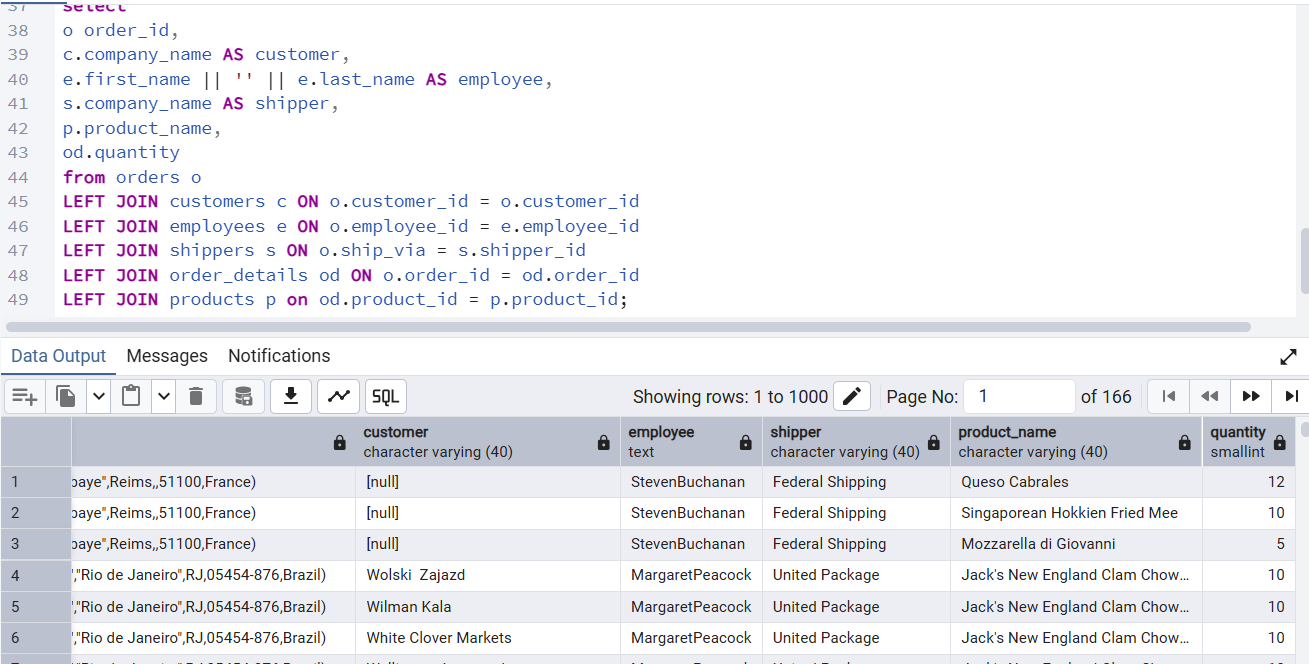 37 select
38 o order_id,
39 c.company_name AS customer,
40 e.first_name || '' || e.last_name AS employee,
41 s.company_name AS shipper,
42 p.product_name,
43 od.quantity
44 from orders o
45 LEFT JOIN customers c ON o.customer_id = o.customer_id
46 LEFT JOIN employees e ON o.employee_id = e.employee_id
47 LEFT JOIN shippers s ON o.ship_via = s.shipper_id
48 LEFT JOIN order_details od ON o.order_id = od.order_id
49 LEFT JOIN products p on od.product_id = p.product_id;
Data Output Messages Notifications
SQL Showing rows: 1 to 1000 Page No: 1 of 166
customer employee shipper product_name quantity
character varying (40) text character varying (40) character varying (40) smallint
1 baye",Reims,,51100,France) [null] StevenBuchanan Federal Shipping Queso Cabrales 12
2 baye",Reims,,51100,France) [null] StevenBuchanan Federal Shipping Singaporean Hokkien Fried Mee 10
3 baye",Reims,,51100,France) [null] StevenBuchanan Federal Shipping Mozzarella di Giovanni 5
4 ,"Rio de Janeiro",RJ,05454-876,Brazil) Wolski  Zajazd MargaretPeacock United Package Jack's New England Clam Chow... 10
5 ,"Rio de Janeiro",RJ,05454-876,Brazil) Wilman Kala MargaretPeacock United Package Jack's New England Clam Chow... 10
6 ,"Rio de Janeiro",RJ,05454-876,Brazil) White Clover Markets MargaretPeacock United Package Jack's New England Clam Chow... 10